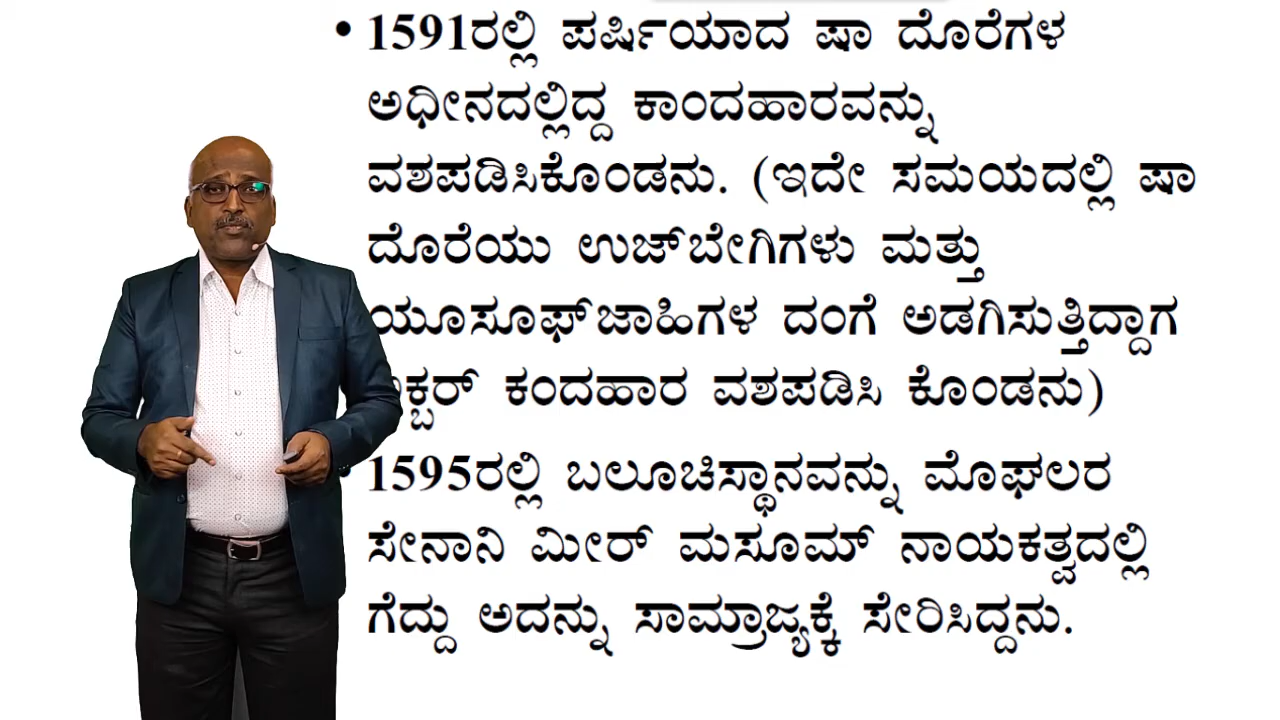 • 1591ರಲ್ಲಿ ಪರ್ಷಿಯಾದ ಷಾ ದೊರೆಗಳ
ಅಧೀನದಲ್ಲಿದ್ದ ಕಾಂದಹಾರವನ್ನು
ವಶಪಡಿಸಿಕೊಂಡನು. (ಇದೇ ಸಮಯದಲ್ಲಿ ಷಾ
ದೊರೆಯು ಉಜ್‌ಬೇಗಿಗಳು ಮತ್ತು
ಯೂಸೂಫ್‌ಜಾಹಿಗಳ ದಂಗೆ ಅಡಗಿಸುತ್ತಿದ್ದಾಗ
ಕಂದಹಾರ ವಶಪಡಿಸಿ ಕೊಂಡನು)
• 1595ರಲ್ಲಿ ಬಲೂಚಿಸ್ಥಾನವನ್ನು ಮೊಘಲರ
ಸೇನಾನಿ ಮೀರ್ ಮಸೂಮ್ ನಾಯಕತ್ವದಲ್ಲಿ
ಗೆದ್ದು ಅದನ್ನು ಸಾಮ್ರಾಜ್ಯಕ್ಕೆ ಸೇರಿಸಿದ್ದನು.